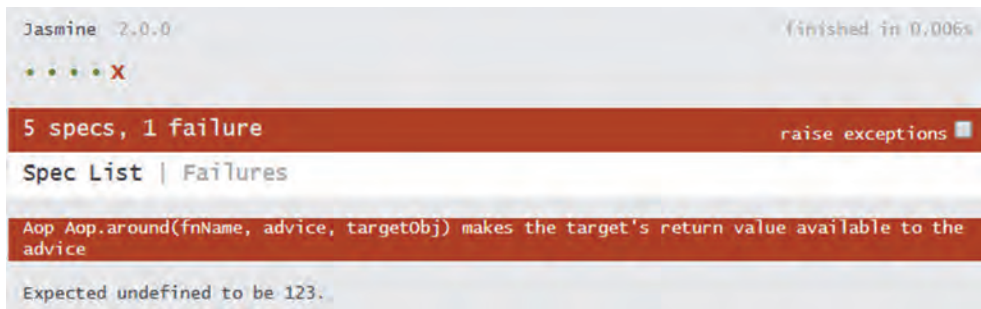 Jasmine 2.0.0 finished in 0.006s
• • • • X
5 specs, 1 failure raise exceptions
Spec List | Failures
Aop Aop.around(fnName, advice, targetObj) makes the target's return value available to the
advice
Expected undefined to be 123.